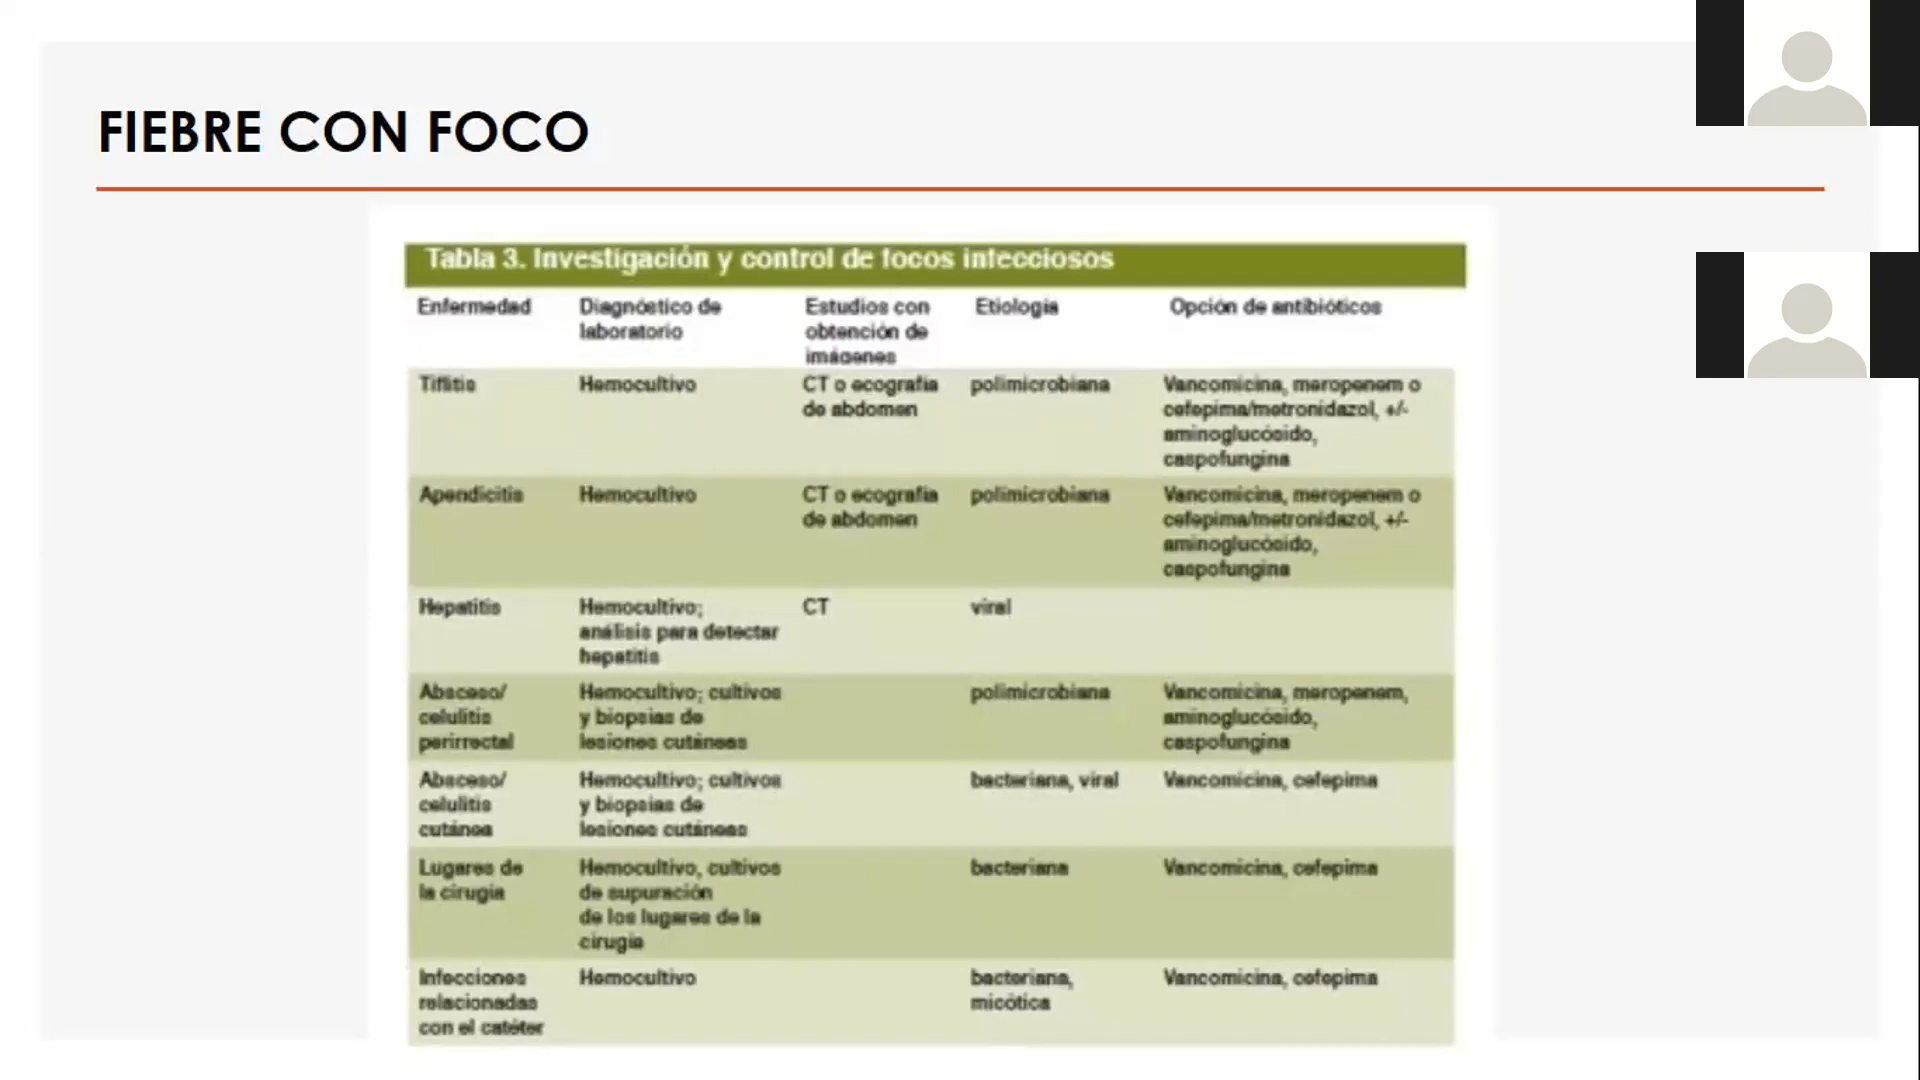 FIEBRE CON FOCO
Tabla 3. Investigación y control de focos infecciosos
Enfermedad
Diagnóstico de
laboratorio
Estudios con
obtención de
imágenes
Etiología
Opción de antibióticos
Tiflitis
Hemocultivo
CT o ecografía
de abdomen
polimicrobiana
Vancomicina, meropenem o
cefepima/metronidazol, +/-
aminoglucósido,
caspofungina
Apendicitis
Hemocultivo
CT o ecografía
de abdomen
polimicrobiana
Vancomicina, meropenem o
cefepima/metronidazol, +/-
aminoglucósido,
caspofungina
Hepatitis
Hemocultivo;
análisis para detectar
hepatitis
CT
viral
Absceso/
celulitis
perirrectal
Hemocultivo; cultivos
y biopsias de
lesiones cutáneas
polimicrobiana
Vancomicina, meropenem,
aminoglucósido,
caspofungina
Absceso/
celulitis
cutánea
Hemocultivo; cultivos
y biopsias de
lesiones cutáneas
bacteriana, viral
Vancomicina, cefepima
Lugares de
la cirugía
Hemocultivo, cultivos
de supuración
de los lugares de la
cirugía
bacteriana
Vancomicina, cefepima
Infecciones
relacionadas
con el catéter
Hemocultivo
bacteriana,
micótica
Vancomicina, cefepima